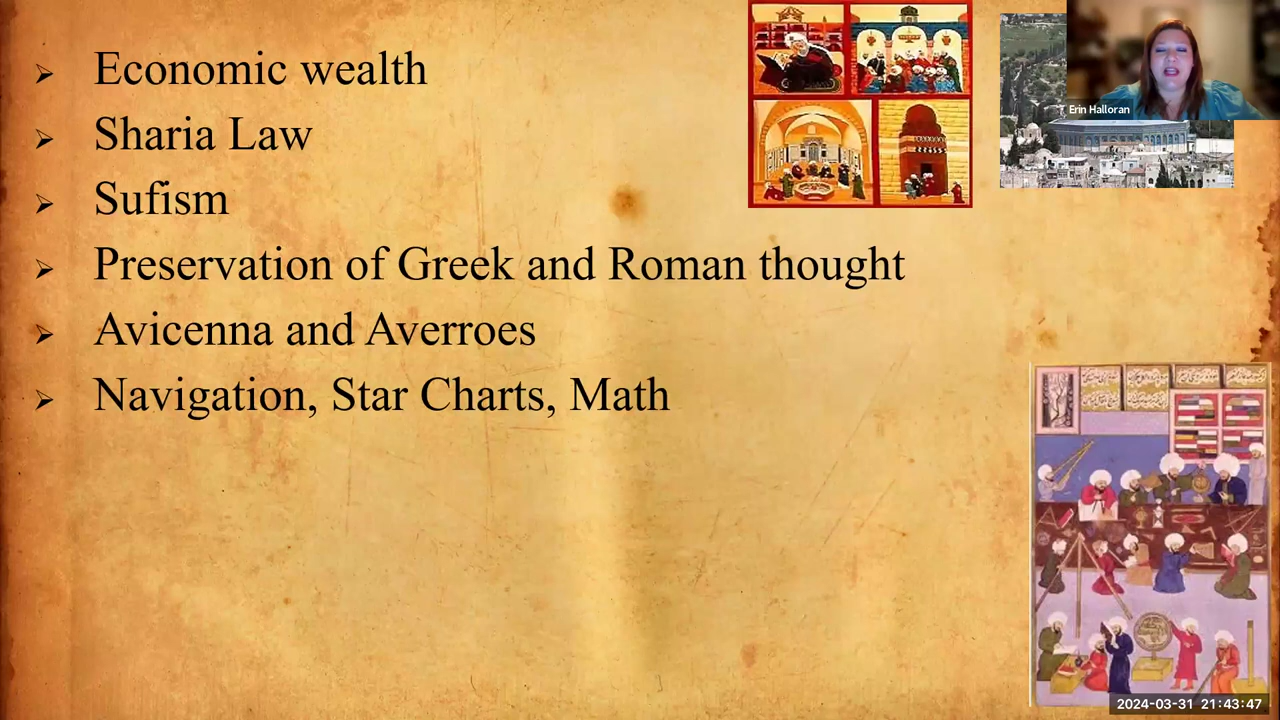 Economic wealth
Sharia Law
Sufism
Preservation of Greek and Roman thought
Avicenna and Averroes
Navigation, Star Charts, Math
Erin Halloran
2024-03-31 21:43:47